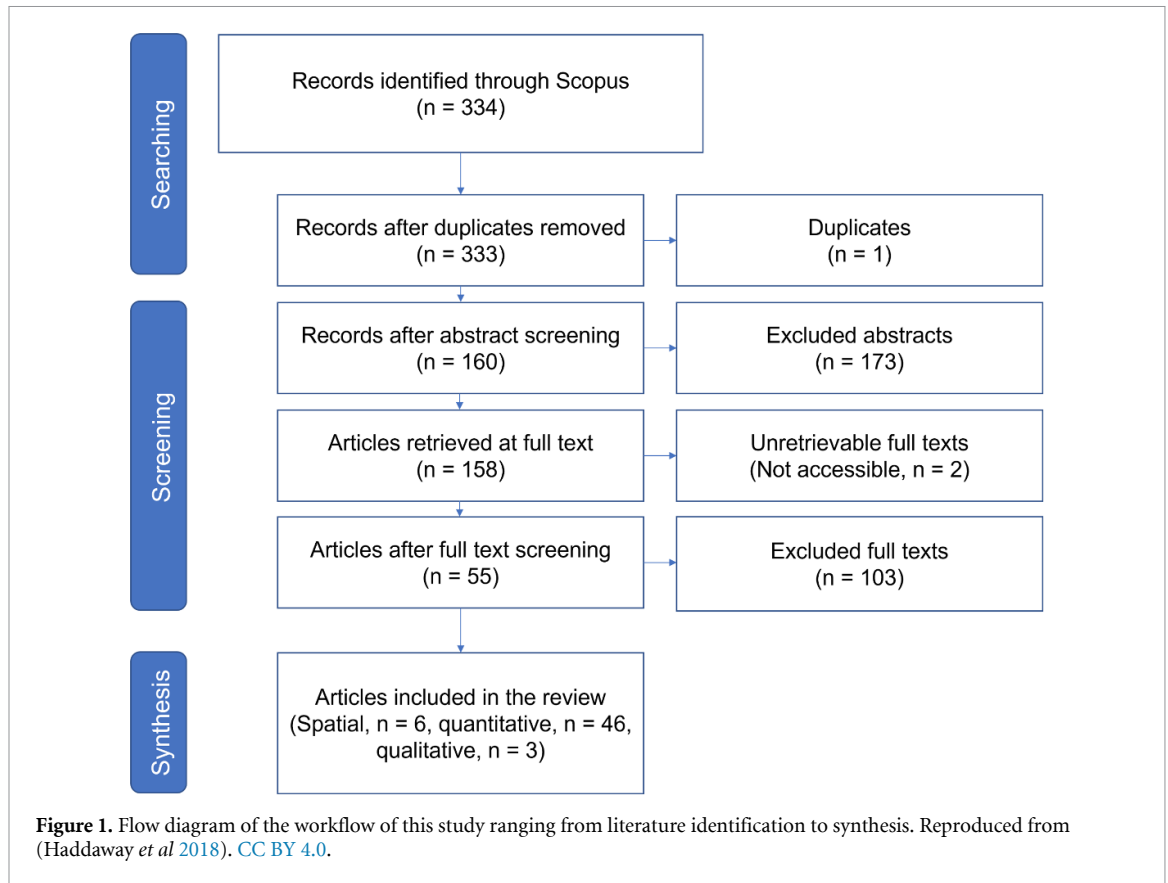 Searching
Records identified through Scopus
(n = 334)
Records after duplicates removed
(n = 333)
Duplicates
(n = 1)
Screening
Records after abstract screening
(n = 160)
Excluded abstracts
(n = 173)
Articles retrieved at full text
(n = 158)
Unretrievable full texts
(Not accessible, n = 2)
Articles after full text screening
(n = 55)
Excluded full texts
(n = 103)
Synthesis
Articles included in the review
(Spatial, n = 6, quantitative, n = 46,
qualitative, n = 3)
Figure 1. Flow diagram of the workflow of this study ranging from literature identification to synthesis. Reproduced from
(Haddaway et al 2018). CC BY 4.0.